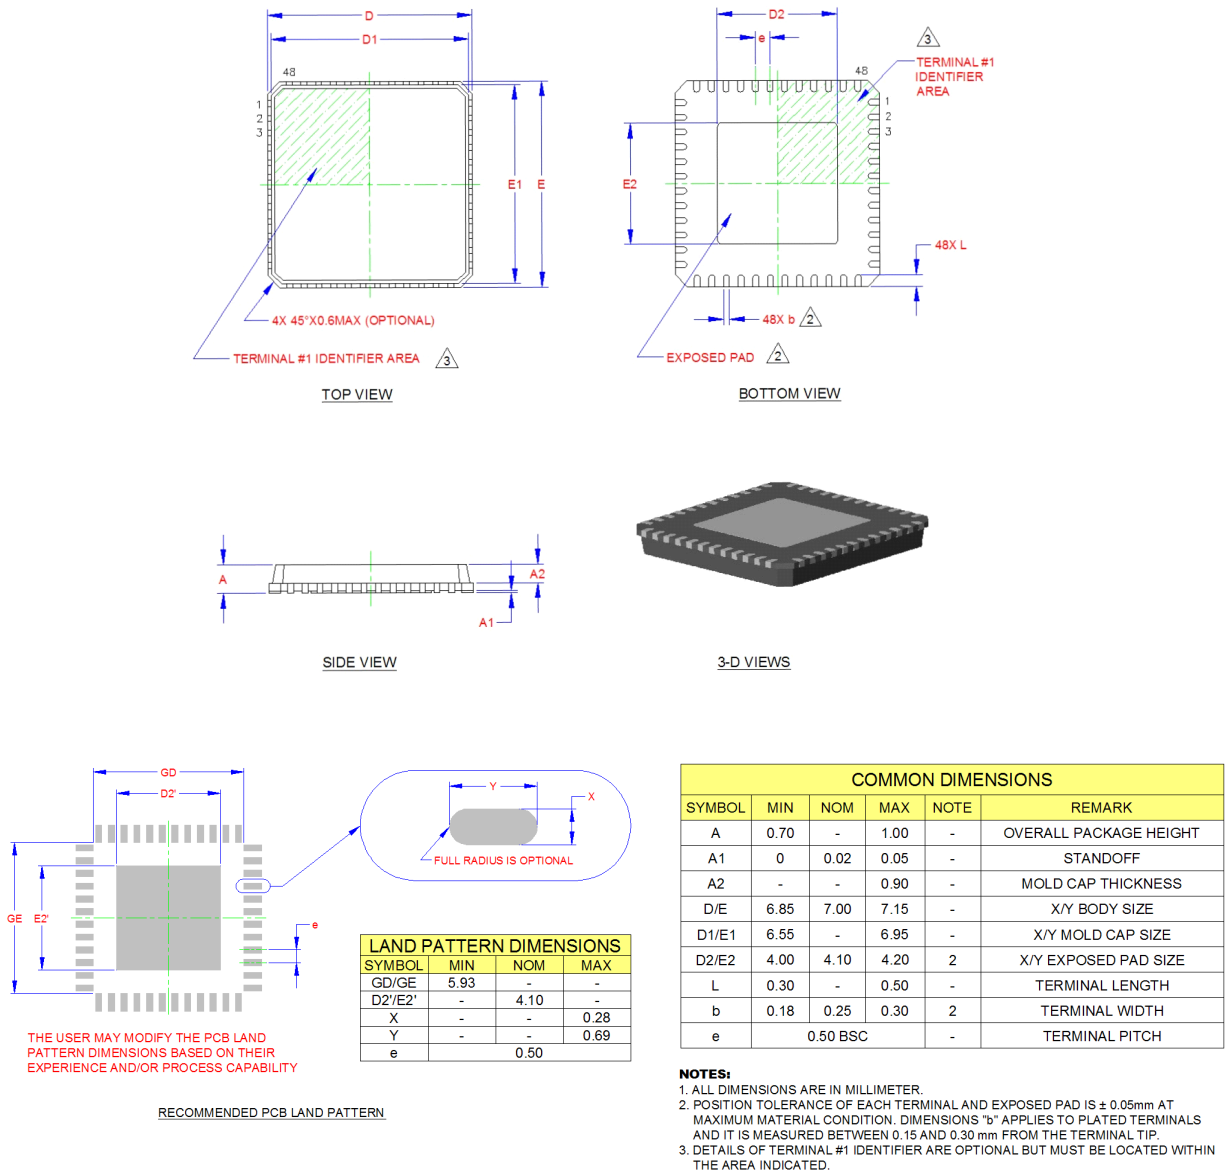 D
D1
48
1
2
3
E1
E
4X 45°X0.6MAX (OPTIONAL)
TERMINAL #1 IDENTIFIER AREA 3
TOP VIEW
D2
e
3
48
TERMINAL #1
IDENTIFIER
AREA
1
2
3
E2
48X L
48X b 2
EXPOSED PAD 2
BOTTOM VIEW
A
A2
A1
SIDE VIEW
3-D VIEWS
GD
D2'
GE
E2'
e
Y
X
FULL RADIUS IS OPTIONAL
THE USER MAY MODIFY THE PCB LAND
PATTERN DIMENSIONS BASED ON THEIR
EXPERIENCE AND/OR PROCESS CAPABILITY
RECOMMENDED PCB LAND PATTERN
LAND PATTERN DIMENSIONS
SYMBOL MIN NOM MAX
GD/GE 5.93 - -
D2'/E2' - 4.10 -
X - - 0.28
Y - - 0.69
e 0.50
COMMON DIMENSIONS
SYMBOL MIN NOM MAX NOTE REMARK
A 0.70 - 1.00 - OVERALL PACKAGE HEIGHT
A1 0 0.02 0.05 - STANDOFF
A2 - - 0.90 - MOLD CAP THICKNESS
D/E 6.85 7.00 7.15 - X/Y BODY SIZE
D1/E1 6.55 - 6.95 - X/Y MOLD CAP SIZE
D2/E2 4.00 4.10 4.20 2 X/Y EXPOSED PAD SIZE
L 0.30 - 0.50 - TERMINAL LENGTH
b 0.18 0.25 0.30 2 TERMINAL WIDTH
e 0.50 BSC - TERMINAL PITCH
NOTES:
1. ALL DIMENSIONS ARE IN MILLIMETER.
2. POSITION TOLERANCE OF EACH TERMINAL AND EXPOSED PAD IS ± 0.05mm AT
MAXIMUM MATERIAL CONDITION. DIMENSIONS "b" APPLIES TO PLATED TERMINALS
AND IT IS MEASURED BETWEEN 0.15 AND 0.30 mm FROM THE TERMINAL TIP.
3. DETAILS OF TERMINAL #1 IDENTIFIER ARE OPTIONAL BUT MUST BE LOCATED WITHIN
THE AREA INDICATED.